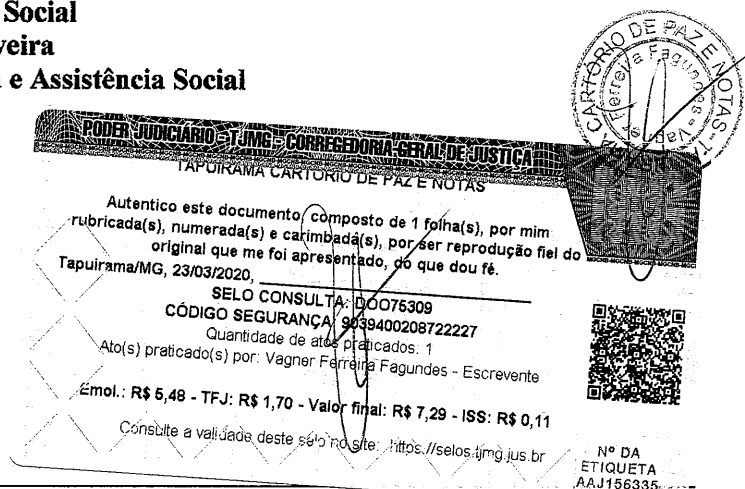 Social
veira
a e Assistência Social
CARTÓRIO DE PAZ E NOTAS - T
Vagner Ferreira Fagundes -
PODER JUDICIÁRIO - TJMG - CORREGEDORIA-GERAL DE JUSTIÇA
TAPUIRAMA CARTORIO DE PAZ E NOTAS
Autentico este documento, composto de 1 folha(s), por mim
rubricada(s), numerada(s) e carimbada(s), por ser reprodução fiel do
original que me foi apresentado, do que dou fé.
Tapuirama/MG, 23/03/2020,
SELO CONSULTA: DOO75309
CÓDIGO SEGURANÇA: 9039400208722227
Quantidade de atos praticados: 1
Ato(s) praticado(s) por: Vagner Ferreira Fagundes - Escrevente
Emol.: R$ 5,48 - TFJ: R$ 1,70 - Valor final: R$ 7,29 - ISS: R$ 0,11
Consulte a validade deste selo no site: https://selos.tjmg.jus.br
Nº DA
ETIQUETA
AAJ156335